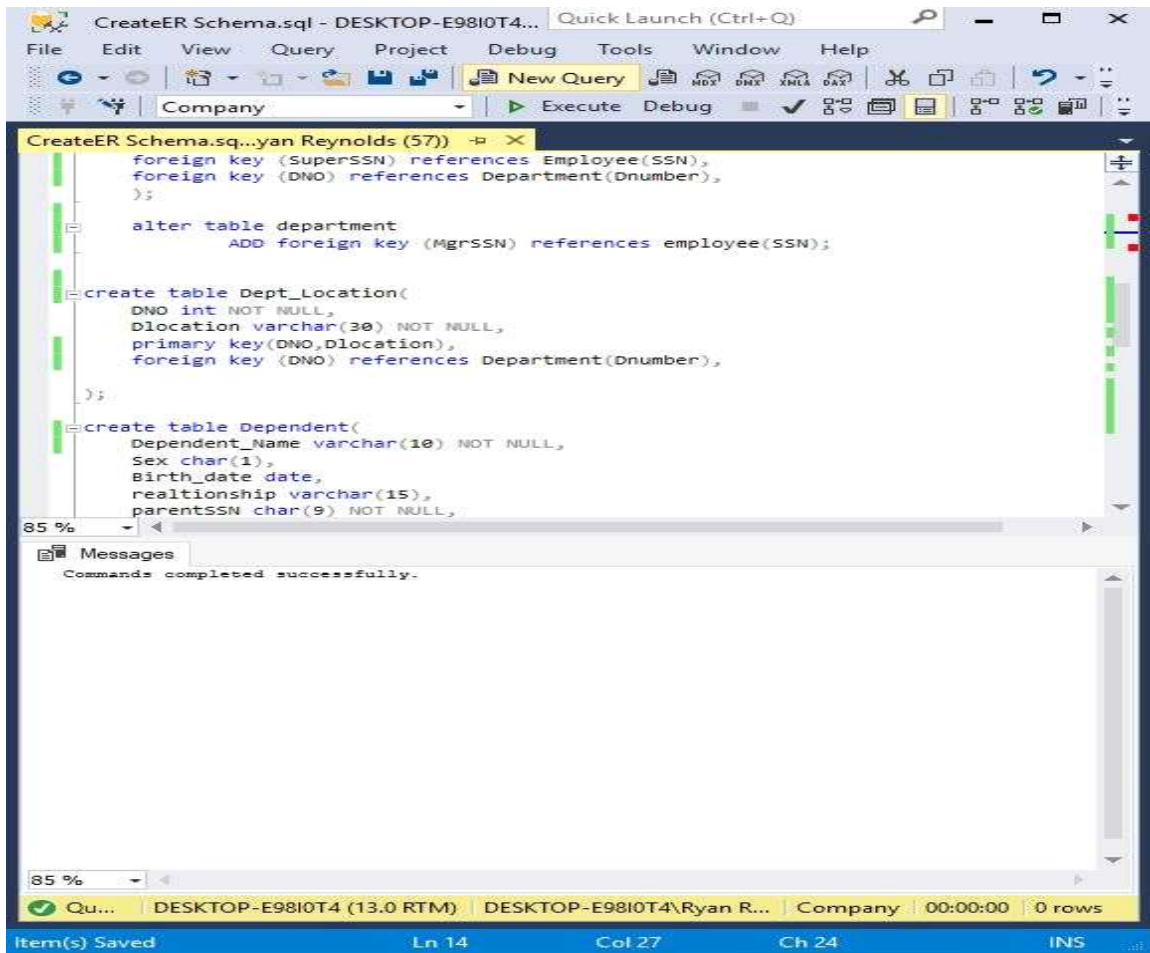 CreateER Schema.sql - DESKTOP-E98I0T4... Quick Launch (Ctrl+Q)
File Edit View Query Project Debug Tools Window Help
New Query MDX DMX XMLA DAX
Company Execute Debug
CreateER Schema.sq...yan Reynolds (57))
foreign key (SuperSSN) references Employee(SSN),
foreign key (DNO) references Department(Dnumber),
);
alter table department
ADD foreign key (MgrSSN) references employee(SSN);
create table Dept_Location(
DNO int NOT NULL,
Dlocation varchar(30) NOT NULL,
primary key(DNO,Dlocation),
foreign key (DNO) references Department(Dnumber),
);
create table Dependent(
Dependent_Name varchar(10) NOT NULL,
Sex char(1),
Birth_date date,
realtionship varchar(15),
parentSSN char(9) NOT NULL,
85 %
Messages
Commands completed successfully.
85 %
Qu... DESKTOP-E98I0T4 (13.0 RTM) DESKTOP-E98I0T4\Ryan R... Company 00:00:00 0 rows
Item(s) Saved Ln 14 Col 27 Ch 24 INS